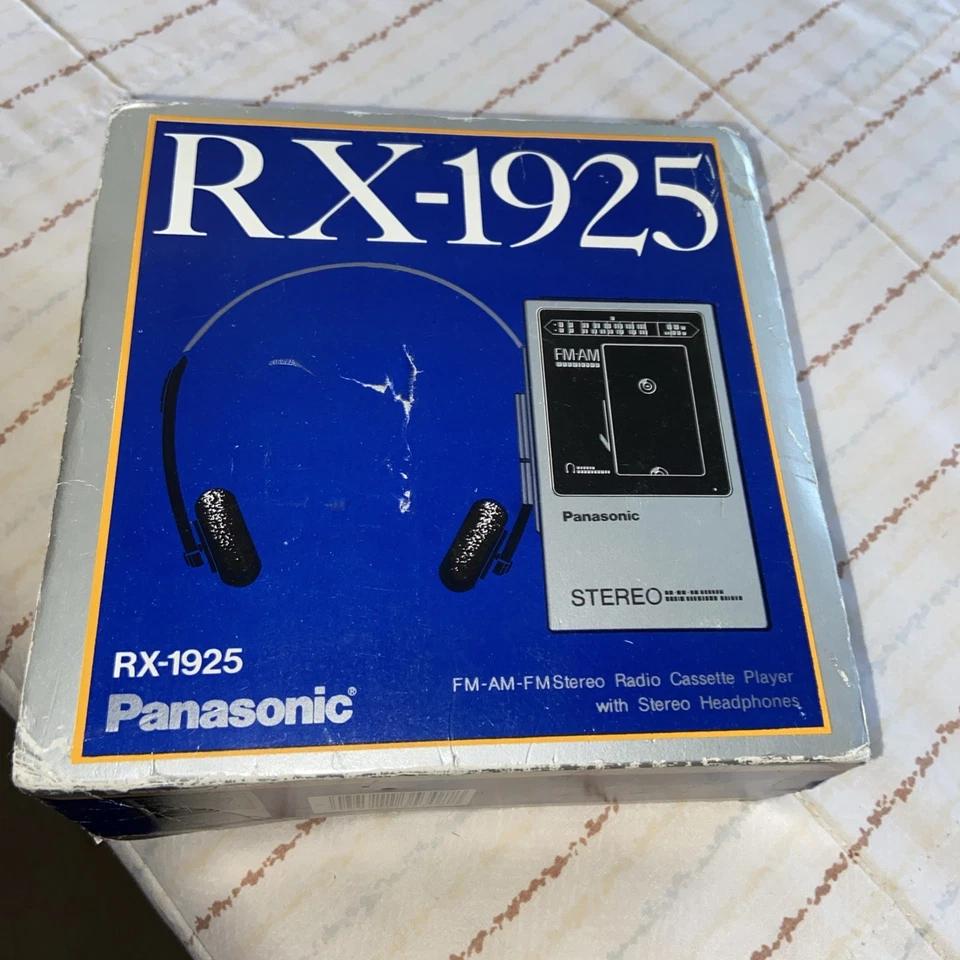 RX-1925
FM-AM
Panasonic
STEREO
RX-1925
Panasonic®
FM-AM-FM Stereo Radio Cassette Player
with Stereo Headphones